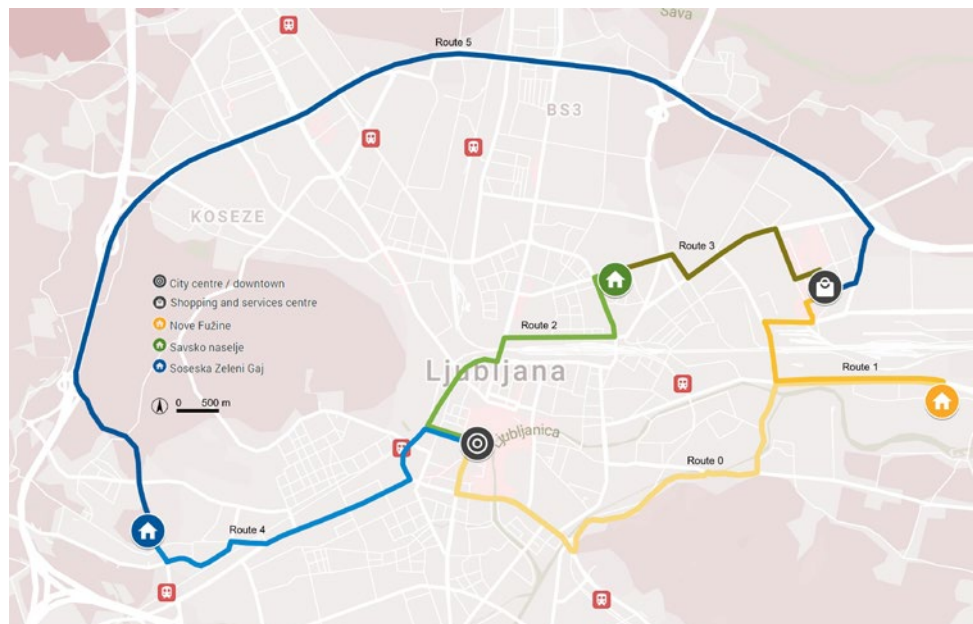 Sava
Route 5
BS3
KOSEZE
Route 3
City centre / downtown
Shopping and services centre
Nove Fužine
Savsko naselje
Soseska Zeleni Gaj
0 500 m
Route 2
Ljubljana
Route 1
Ljubljanica
Route 0
Route 4